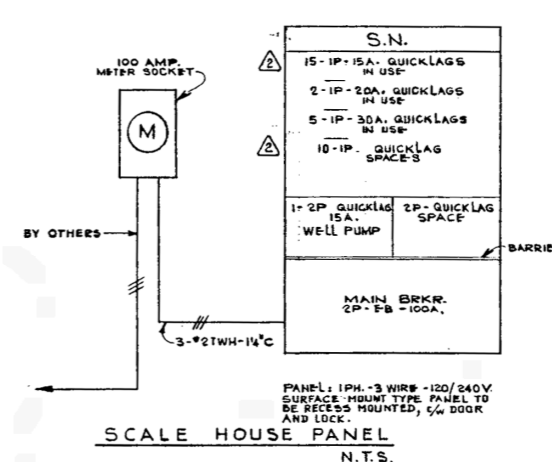 S.N.
100 AMP.
METER SOCKET
M
2
15-1P-15A. QUICKLAGS
IN USE
2-1P-20A. QUICKLAGS
IN USE
5-1P-30A. QUICKLAGS
IN USE
2
10-1P. QUICKLAG
SPACES
1-2P QUICKLAG
15A.
WELL PUMP
2P-QUICKLAG
SPACE
BY OTHERS
BARRIE
MAIN BRKR.
2P-EB-100A.
3-#2TWH-1¼"C
PANEL: 1PH.-3 WIRE-120/240V.
SURFACE MOUNT TYPE PANEL TO
BE RECESS MOUNTED, C/W DOOR
AND LOCK.
SCALE HOUSE PANEL
N.T.S.